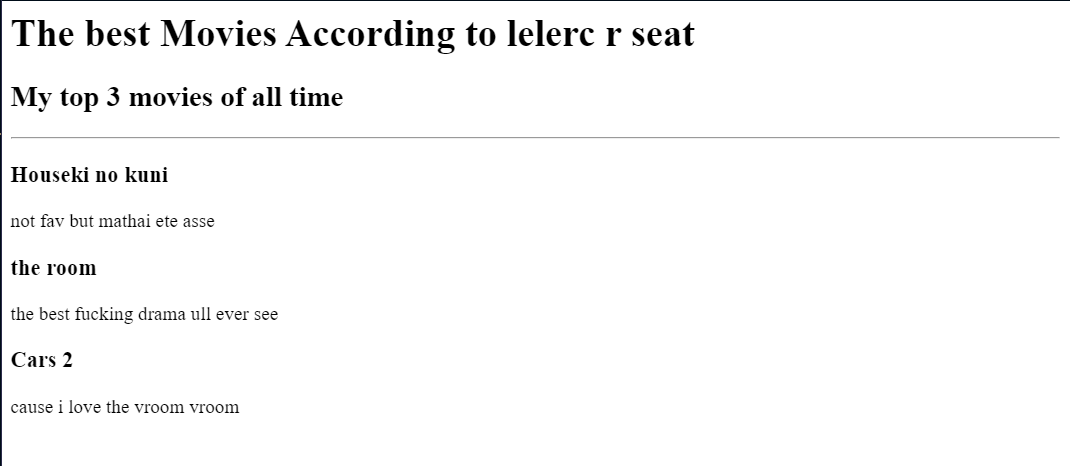 The best Movies According to lelerc r seat
My top 3 movies of all time
Houseki no kuni
not fav but mathai ete asse
the room
the best fucking drama ull ever see
Cars 2
cause i love the vroom vroom